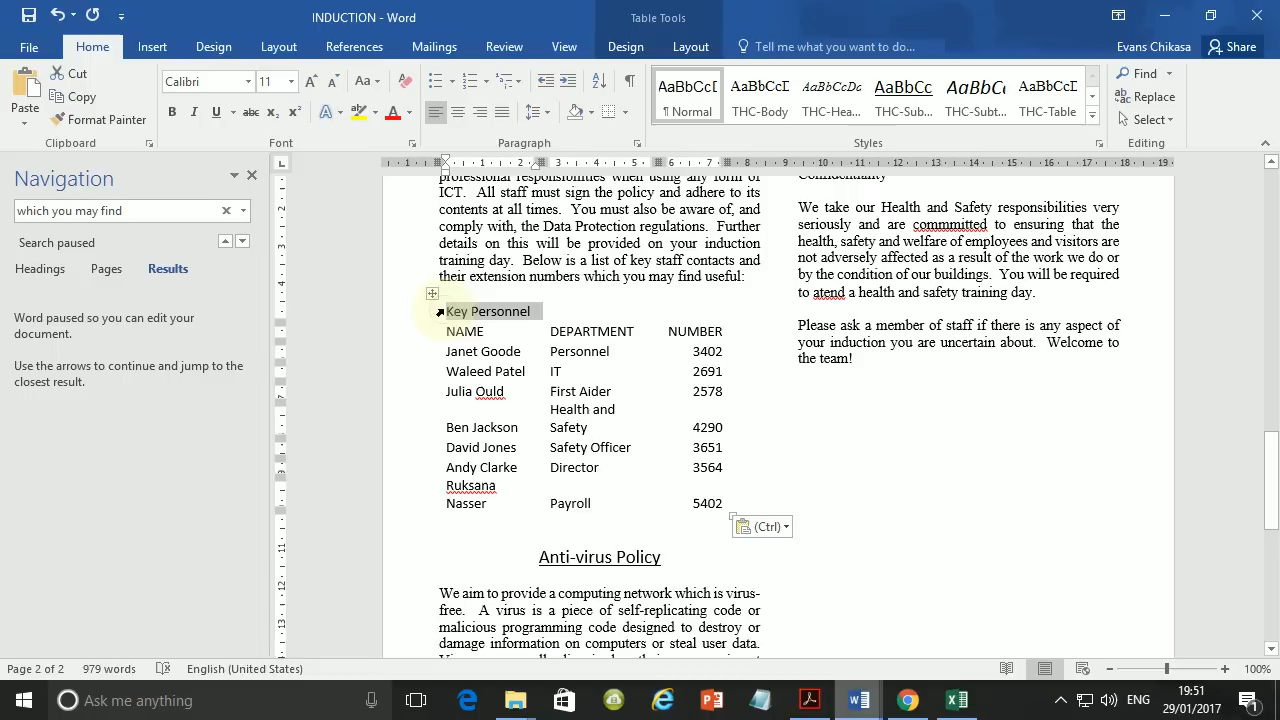 INDUCTION - Word
Table Tools
File Home Insert Design Layout References Mailings Review View Design Layout Tell me what you want to do... Evans Chikasa Share
Paste
Cut
Copy
Format Painter
Clipboard
Calibri 11
Font
Paragraph
AaBbCcI AaBbCcI AaBbCcDa AaBbCc AaBbCc AaBbCcI
¶ Normal THC-Body THC-Hea... THC-Sub... THC-Subt... THC-Table
Styles
Find
Replace
Select
Editing
Navigation
which you may find
Search paused
Headings Pages Results
Word paused so you can edit your
document.
Use the arrows to continue and jump to the
closest result.
professional responsibilities when using any form of
ICT. All staff must sign the policy and adhere to its
contents at all times. You must also be aware of, and
comply with, the Data Protection regulations. Further
details on this will be provided on your induction
training day. Below is a list of key staff contacts and
their extension numbers which you may find useful:
Key Personnel
NAME DEPARTMENT NUMBER
Janet Goode Personnel 3402
Waleed Patel IT 2691
Julia Ould First Aider 2578
Health and
Ben Jackson Safety 4290
David Jones Safety Officer 3651
Andy Clarke Director 3564
Ruksana
Nasser Payroll 5402
(Ctrl)
Anti-virus Policy
We aim to provide a computing network which is virus-
free. A virus is a piece of self-replicating code or
malicious programming code designed to destroy or
damage information on computers or steal user data.
Confidentiality
We take our Health and Safety responsibilities very
seriously and are commmitted to ensuring that the
health, safety and welfare of employees and visitors are
not adversely affected as a result of the work we do or
by the condition of our buildings. You will be required
to atend a health and safety training day.
Please ask a member of staff if there is any aspect of
your induction you are uncertain about. Welcome to
the team!
Page 2 of 2 979 words English (United States) 100%
Ask me anything
ENG
19:51
29/01/2017